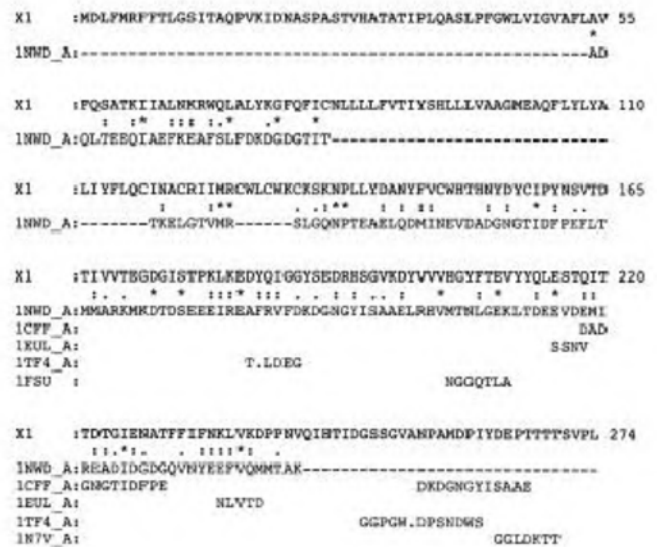 X1 :MDLFMRFFTLGSITAQPVKIDNASPASTVHATATIPLQASLPFGWLVIGVAFLAV 55
*
1NWD_A:-----------------------------------------------------AD
X1 :FQSATKIIALNKRWQLALYKGFQFICNLLLLFVTIYSHLLLVAAGMEAQFLYLYA 110
: :* :: : :.* .* *
1NWD_A:QLTEEQIAEFKEAFSLFDKDGDGTIT-----------------------------
X1 :LIYFLQCINACRIIMRCWLCWKCKSKNPLLYDANYFVCWHTHNYDYCIPYNSVTD 165
: : ** . .** : : :: : : * : ..
1NWD_A:-------TKELGTVMR------SLGQNPTEAELQDMINEVDADGNGTIDFPEFLT
X1 :TIVVTEGDGISTPKLKEDYQIGGYSEDRHSGVKDYVVVHGYFTEVYYQLESTQIT 220
:. . * * :::* : : . . : : * : * : ::
1NWD_A:MMARKMKDTDSEEEIREAFRVFDKDGNGYISAAELRHVMTNLGEKLTDEEVDEMI
1CFF_A: DAD
1EUL_A: SSNV
1TF4_A: T.LDEG
1FSU : NGGQTLA
X1 :TDTGIENATFFIFNKLVKDPPNVQIHTIDGSSGVANPAMDPIYDEPTTTTSVPL 274
::.*: . ::::*: .
1NWD_A:READIDGDGQVNYEEFVQMMTAK-------------------------------
1CFF_A:GNGTIDFPE DKDGNGYISAAE
1EUL_A: NLVTD
1TF4_A: GGPGW.DPSNDWS
1N7V_A: GGLDKTT